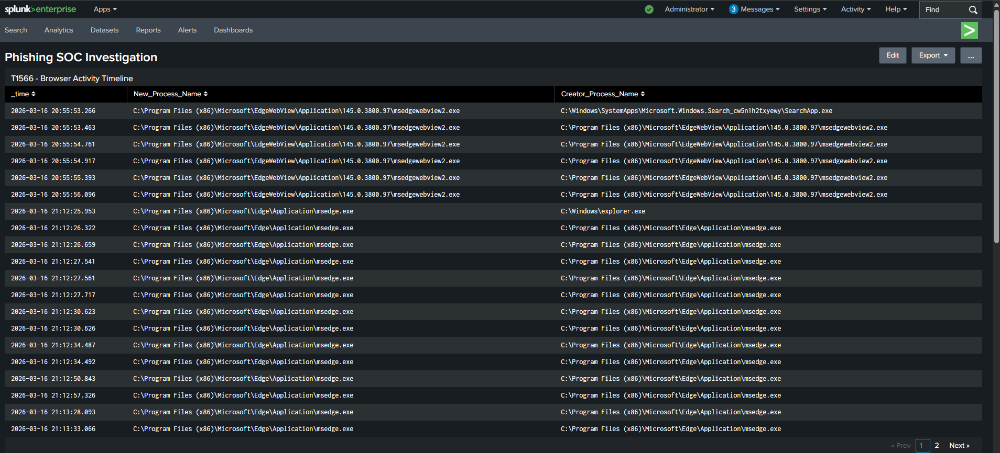 splunk>enterprise Apps Administrator 3 Messages Settings Activity Help Find
Search Analytics Datasets Reports Alerts Dashboards
Phishing SOC Investigation Edit Export ...
T1566 - Browser Activity Timeline
_time New_Process_Name Creator_Process_Name
2026-03-16 20:55:53.266 C:\Program Files (x86)\Microsoft\EdgeWebView\Application\145.0.3800.97\msedgewebview2.exe C:\Windows\SystemApps\Microsoft.Windows.Search_cw5n1h2txyewy\SearchApp.exe
2026-03-16 20:55:53.463 C:\Program Files (x86)\Microsoft\EdgeWebView\Application\145.0.3800.97\msedgewebview2.exe C:\Program Files (x86)\Microsoft\EdgeWebView\Application\145.0.3800.97\msedgewebview2.exe
2026-03-16 20:55:54.761 C:\Program Files (x86)\Microsoft\EdgeWebView\Application\145.0.3800.97\msedgewebview2.exe C:\Program Files (x86)\Microsoft\EdgeWebView\Application\145.0.3800.97\msedgewebview2.exe
2026-03-16 20:55:54.917 C:\Program Files (x86)\Microsoft\EdgeWebView\Application\145.0.3800.97\msedgewebview2.exe C:\Program Files (x86)\Microsoft\EdgeWebView\Application\145.0.3800.97\msedgewebview2.exe
2026-03-16 20:55:55.393 C:\Program Files (x86)\Microsoft\EdgeWebView\Application\145.0.3800.97\msedgewebview2.exe C:\Program Files (x86)\Microsoft\EdgeWebView\Application\145.0.3800.97\msedgewebview2.exe
2026-03-16 20:55:56.096 C:\Program Files (x86)\Microsoft\EdgeWebView\Application\145.0.3800.97\msedgewebview2.exe C:\Program Files (x86)\Microsoft\EdgeWebView\Application\145.0.3800.97\msedgewebview2.exe
2026-03-16 21:12:25.953 C:\Program Files (x86)\Microsoft\Edge\Application\msedge.exe C:\Windows\explorer.exe
2026-03-16 21:12:26.322 C:\Program Files (x86)\Microsoft\Edge\Application\msedge.exe C:\Program Files (x86)\Microsoft\Edge\Application\msedge.exe
2026-03-16 21:12:26.659 C:\Program Files (x86)\Microsoft\Edge\Application\msedge.exe C:\Program Files (x86)\Microsoft\Edge\Application\msedge.exe
2026-03-16 21:12:27.541 C:\Program Files (x86)\Microsoft\Edge\Application\msedge.exe C:\Program Files (x86)\Microsoft\Edge\Application\msedge.exe
2026-03-16 21:12:27.561 C:\Program Files (x86)\Microsoft\Edge\Application\msedge.exe C:\Program Files (x86)\Microsoft\Edge\Application\msedge.exe
2026-03-16 21:12:27.717 C:\Program Files (x86)\Microsoft\Edge\Application\msedge.exe C:\Program Files (x86)\Microsoft\Edge\Application\msedge.exe
2026-03-16 21:12:30.623 C:\Program Files (x86)\Microsoft\Edge\Application\msedge.exe C:\Program Files (x86)\Microsoft\Edge\Application\msedge.exe
2026-03-16 21:12:30.626 C:\Program Files (x86)\Microsoft\Edge\Application\msedge.exe C:\Program Files (x86)\Microsoft\Edge\Application\msedge.exe
2026-03-16 21:12:34.487 C:\Program Files (x86)\Microsoft\Edge\Application\msedge.exe C:\Program Files (x86)\Microsoft\Edge\Application\msedge.exe
2026-03-16 21:12:34.492 C:\Program Files (x86)\Microsoft\Edge\Application\msedge.exe C:\Program Files (x86)\Microsoft\Edge\Application\msedge.exe
2026-03-16 21:12:50.843 C:\Program Files (x86)\Microsoft\Edge\Application\msedge.exe C:\Program Files (x86)\Microsoft\Edge\Application\msedge.exe
2026-03-16 21:12:57.326 C:\Program Files (x86)\Microsoft\Edge\Application\msedge.exe C:\Program Files (x86)\Microsoft\Edge\Application\msedge.exe
2026-03-16 21:13:28.093 C:\Program Files (x86)\Microsoft\Edge\Application\msedge.exe C:\Program Files (x86)\Microsoft\Edge\Application\msedge.exe
2026-03-16 21:13:33.066 C:\Program Files (x86)\Microsoft\Edge\Application\msedge.exe C:\Program Files (x86)\Microsoft\Edge\Application\msedge.exe
« Prev 1 2 Next »